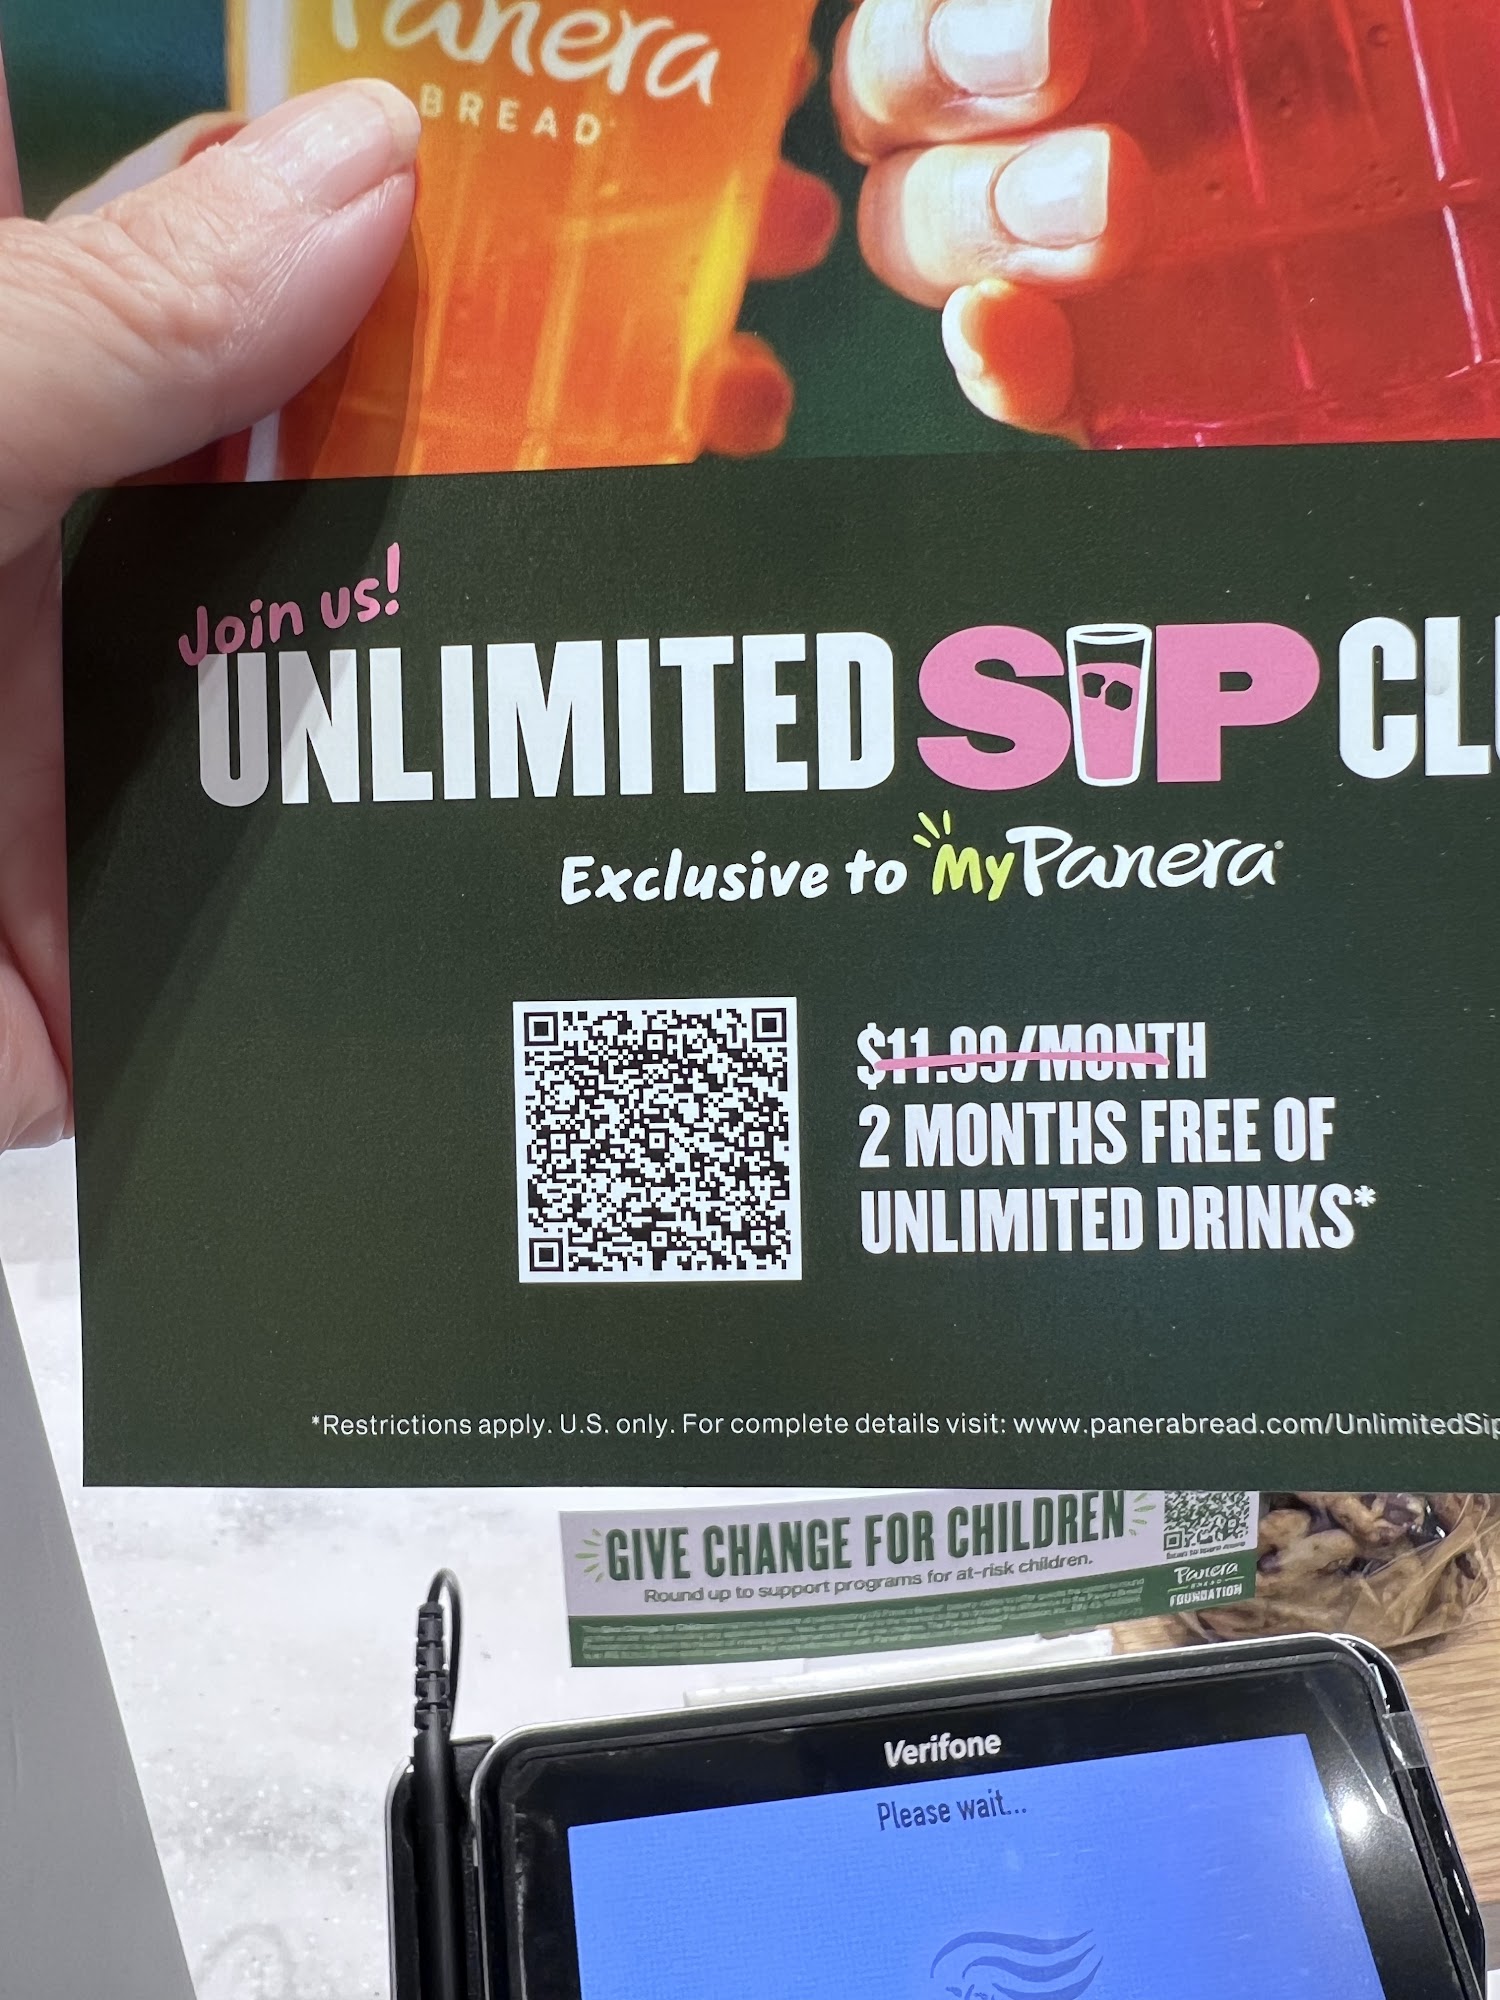 Panera
BREAD
Join us!
UNLIMITED SIP
Exclusive to MyPanera
$11.99/MONTH
2 MONTHS FREE OF
UNLIMITED DRINKS*
*Restrictions apply. U.S. only. For complete details visit: www.panerabread.com/UnlimitedSip
GIVE CHANGE FOR CHILDREN
Round up to support programs for at-risk children.
Panera
BREAD
FOUNDATION
Verifone
Please wait...